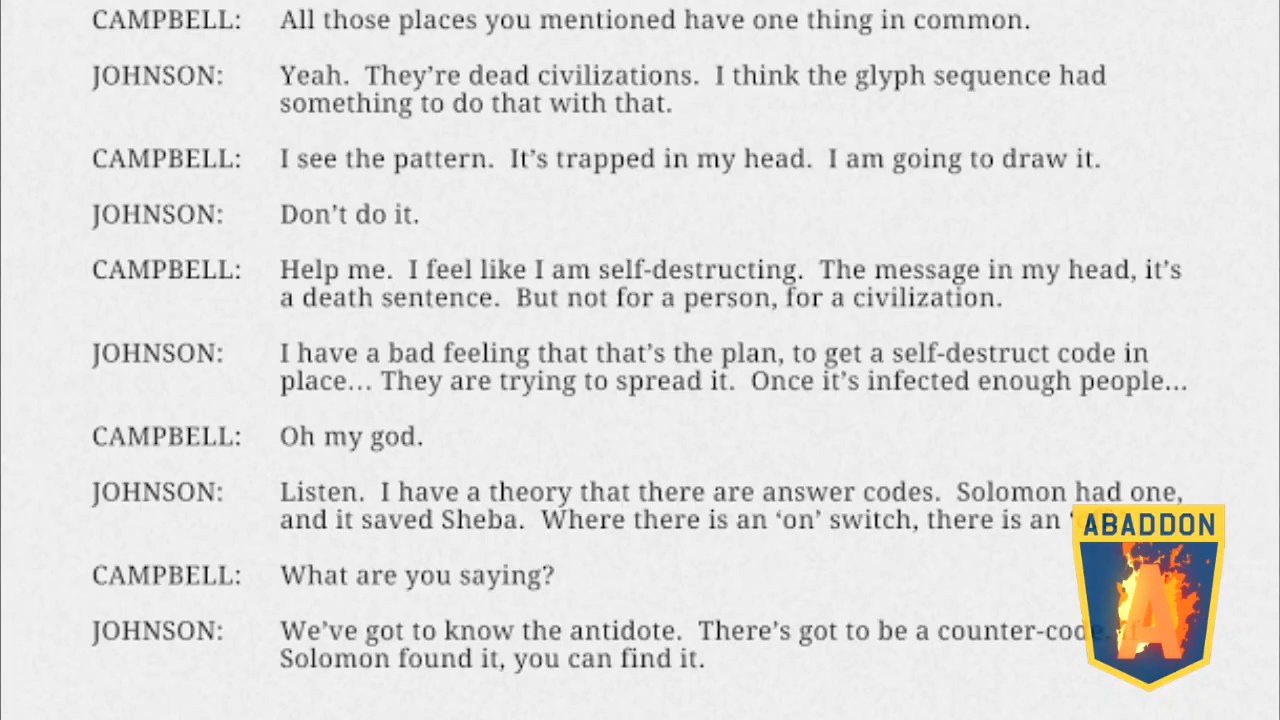 CAMPBELL: All those places you mentioned have one thing in common.
JOHNSON: Yeah. They're dead civilizations. I think the glyph sequence had
something to do that with that.
CAMPBELL: I see the pattern. It's trapped in my head. I am going to draw it.
JOHNSON: Don't do it.
CAMPBELL: Help me. I feel like I am self-destructing. The message in my head, it's
a death sentence. But not for a person, for a civilization.
JOHNSON: I have a bad feeling that that's the plan, to get a self-destruct code in
place... They are trying to spread it. Once it's infected enough people...
CAMPBELL: Oh my god.
JOHNSON: Listen. I have a theory that there are answer codes. Solomon had one,
and it saved Sheba. Where there is an ‘on’ switch, there is an
CAMPBELL: What are you saying?
JOHNSON: We've got to know the antidote. There's got to be a counter-code.
Solomon found it, you can find it.
ABADDON
A